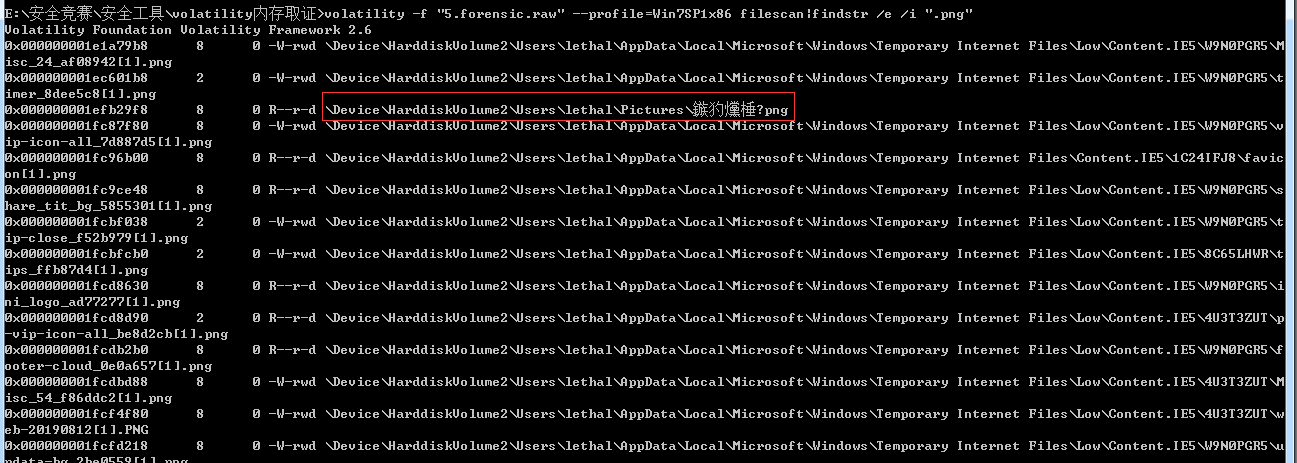 E:\安全竞赛\安全工具\volatility内存取证>volatility -f "5.forensic.raw" --profile=Win7SP1x86 filescan|findstr /e /i ".png"
Volatility Foundation Volatility Framework 2.6
0x000000001e1a79b8      8      0 -W-rwd \Device\HarddiskVolume2\Users\lethal\AppData\Local\Microsoft\Windows\Temporary Internet Files\Low\Content.IE5\W9N0PGR5\M
isc_24_af08942[1].png
0x000000001ec601b8      2      0 -W-rwd \Device\HarddiskVolume2\Users\lethal\AppData\Local\Microsoft\Windows\Temporary Internet Files\Low\Content.IE5\W9N0PGR5\t
imer_8dee5c8[1].png
0x000000001efb29f8      8      0 R--r-d \Device\HarddiskVolume2\Users\lethal\Pictures\鏃犳爣棰?png
0x000000001fc87f80      8      0 -W-rwd \Device\HarddiskVolume2\Users\lethal\AppData\Local\Microsoft\Windows\Temporary Internet Files\Low\Content.IE5\W9N0PGR5\v
ip-icon-all_7d887d5[1].png
0x000000001fc96b00      8      0 R--r-d \Device\HarddiskVolume2\Users\lethal\AppData\Local\Microsoft\Windows\Temporary Internet Files\Content.IE5\1C24IFJ8\favic
on[1].png
0x000000001fc9ce48      8      0 R--r-d \Device\HarddiskVolume2\Users\lethal\AppData\Local\Microsoft\Windows\Temporary Internet Files\Low\Content.IE5\W9N0PGR5\s
hare_tit_bg_5855301[1].png
0x000000001fcbf038      2      0 -W-rwd \Device\HarddiskVolume2\Users\lethal\AppData\Local\Microsoft\Windows\Temporary Internet Files\Low\Content.IE5\W9N0PGR5\t
ip-close_f52b979[1].png
0x000000001fcbfcb0      2      0 -W-rwd \Device\HarddiskVolume2\Users\lethal\AppData\Local\Microsoft\Windows\Temporary Internet Files\Low\Content.IE5\8C65LHWR\t
ips_ffb87d4[1].png
0x000000001fcd8630      8      0 R--r-d \Device\HarddiskVolume2\Users\lethal\AppData\Local\Microsoft\Windows\Temporary Internet Files\Low\Content.IE5\W9N0PGR5\i
ni_logo_ad77277[1].png
0x000000001fcd8d90      2      0 R--r-d \Device\HarddiskVolume2\Users\lethal\AppData\Local\Microsoft\Windows\Temporary Internet Files\Low\Content.IE5\4U3T3ZUT\p
-vip-icon-all_be8d2cb[1].png
0x000000001fcdb2b0      8      0 R--r-d \Device\HarddiskVolume2\Users\lethal\AppData\Local\Microsoft\Windows\Temporary Internet Files\Low\Content.IE5\W9N0PGR5\f
ooter-cloud_0e0a657[1].png
0x000000001fcdbd88      8      0 -W-rwd \Device\HarddiskVolume2\Users\lethal\AppData\Local\Microsoft\Windows\Temporary Internet Files\Low\Content.IE5\4U3T3ZUT\M
isc_54_f86ddc2[1].png
0x000000001fcf4f80      8      0 -W-rwd \Device\HarddiskVolume2\Users\lethal\AppData\Local\Microsoft\Windows\Temporary Internet Files\Low\Content.IE5\4U3T3ZUT\w
eb-20190812[1].PNG
0x000000001fcfd218      8      0 -W-rwd \Device\HarddiskVolume2\Users\lethal\AppData\Local\Microsoft\Windows\Temporary Internet Files\Low\Content.IE5\W9N0PGR5\u
pdata-bg_2be0559[1].png